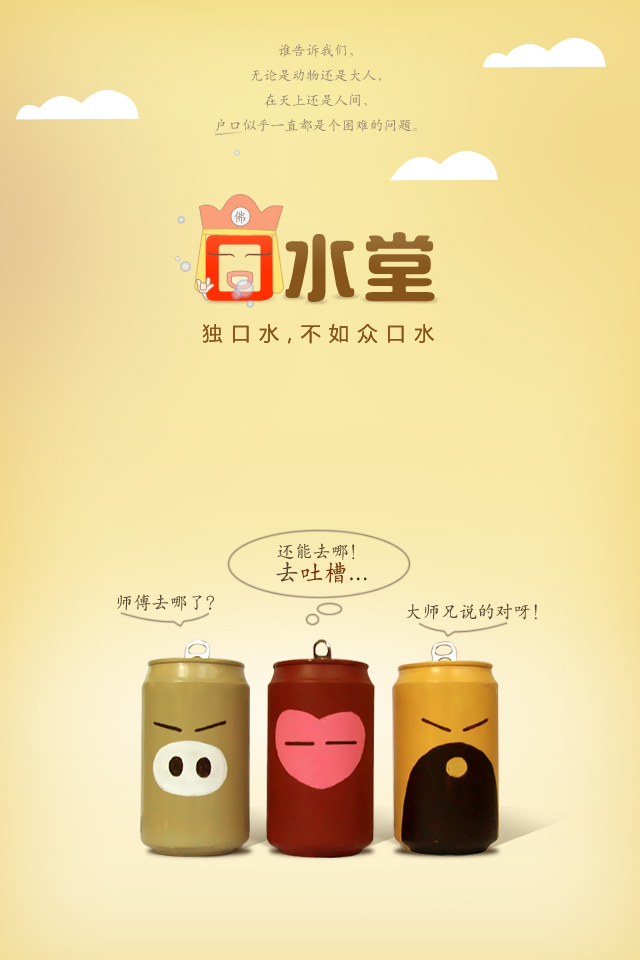 谁告诉我们，
无论是动物还是大人，
在天上还是人间，
户口似乎一直都是个困难的问题。
佛
口水堂
独口水，不如众口水
还能去哪！
去吐槽...
师傅去哪了？
大师兄说的对呀！